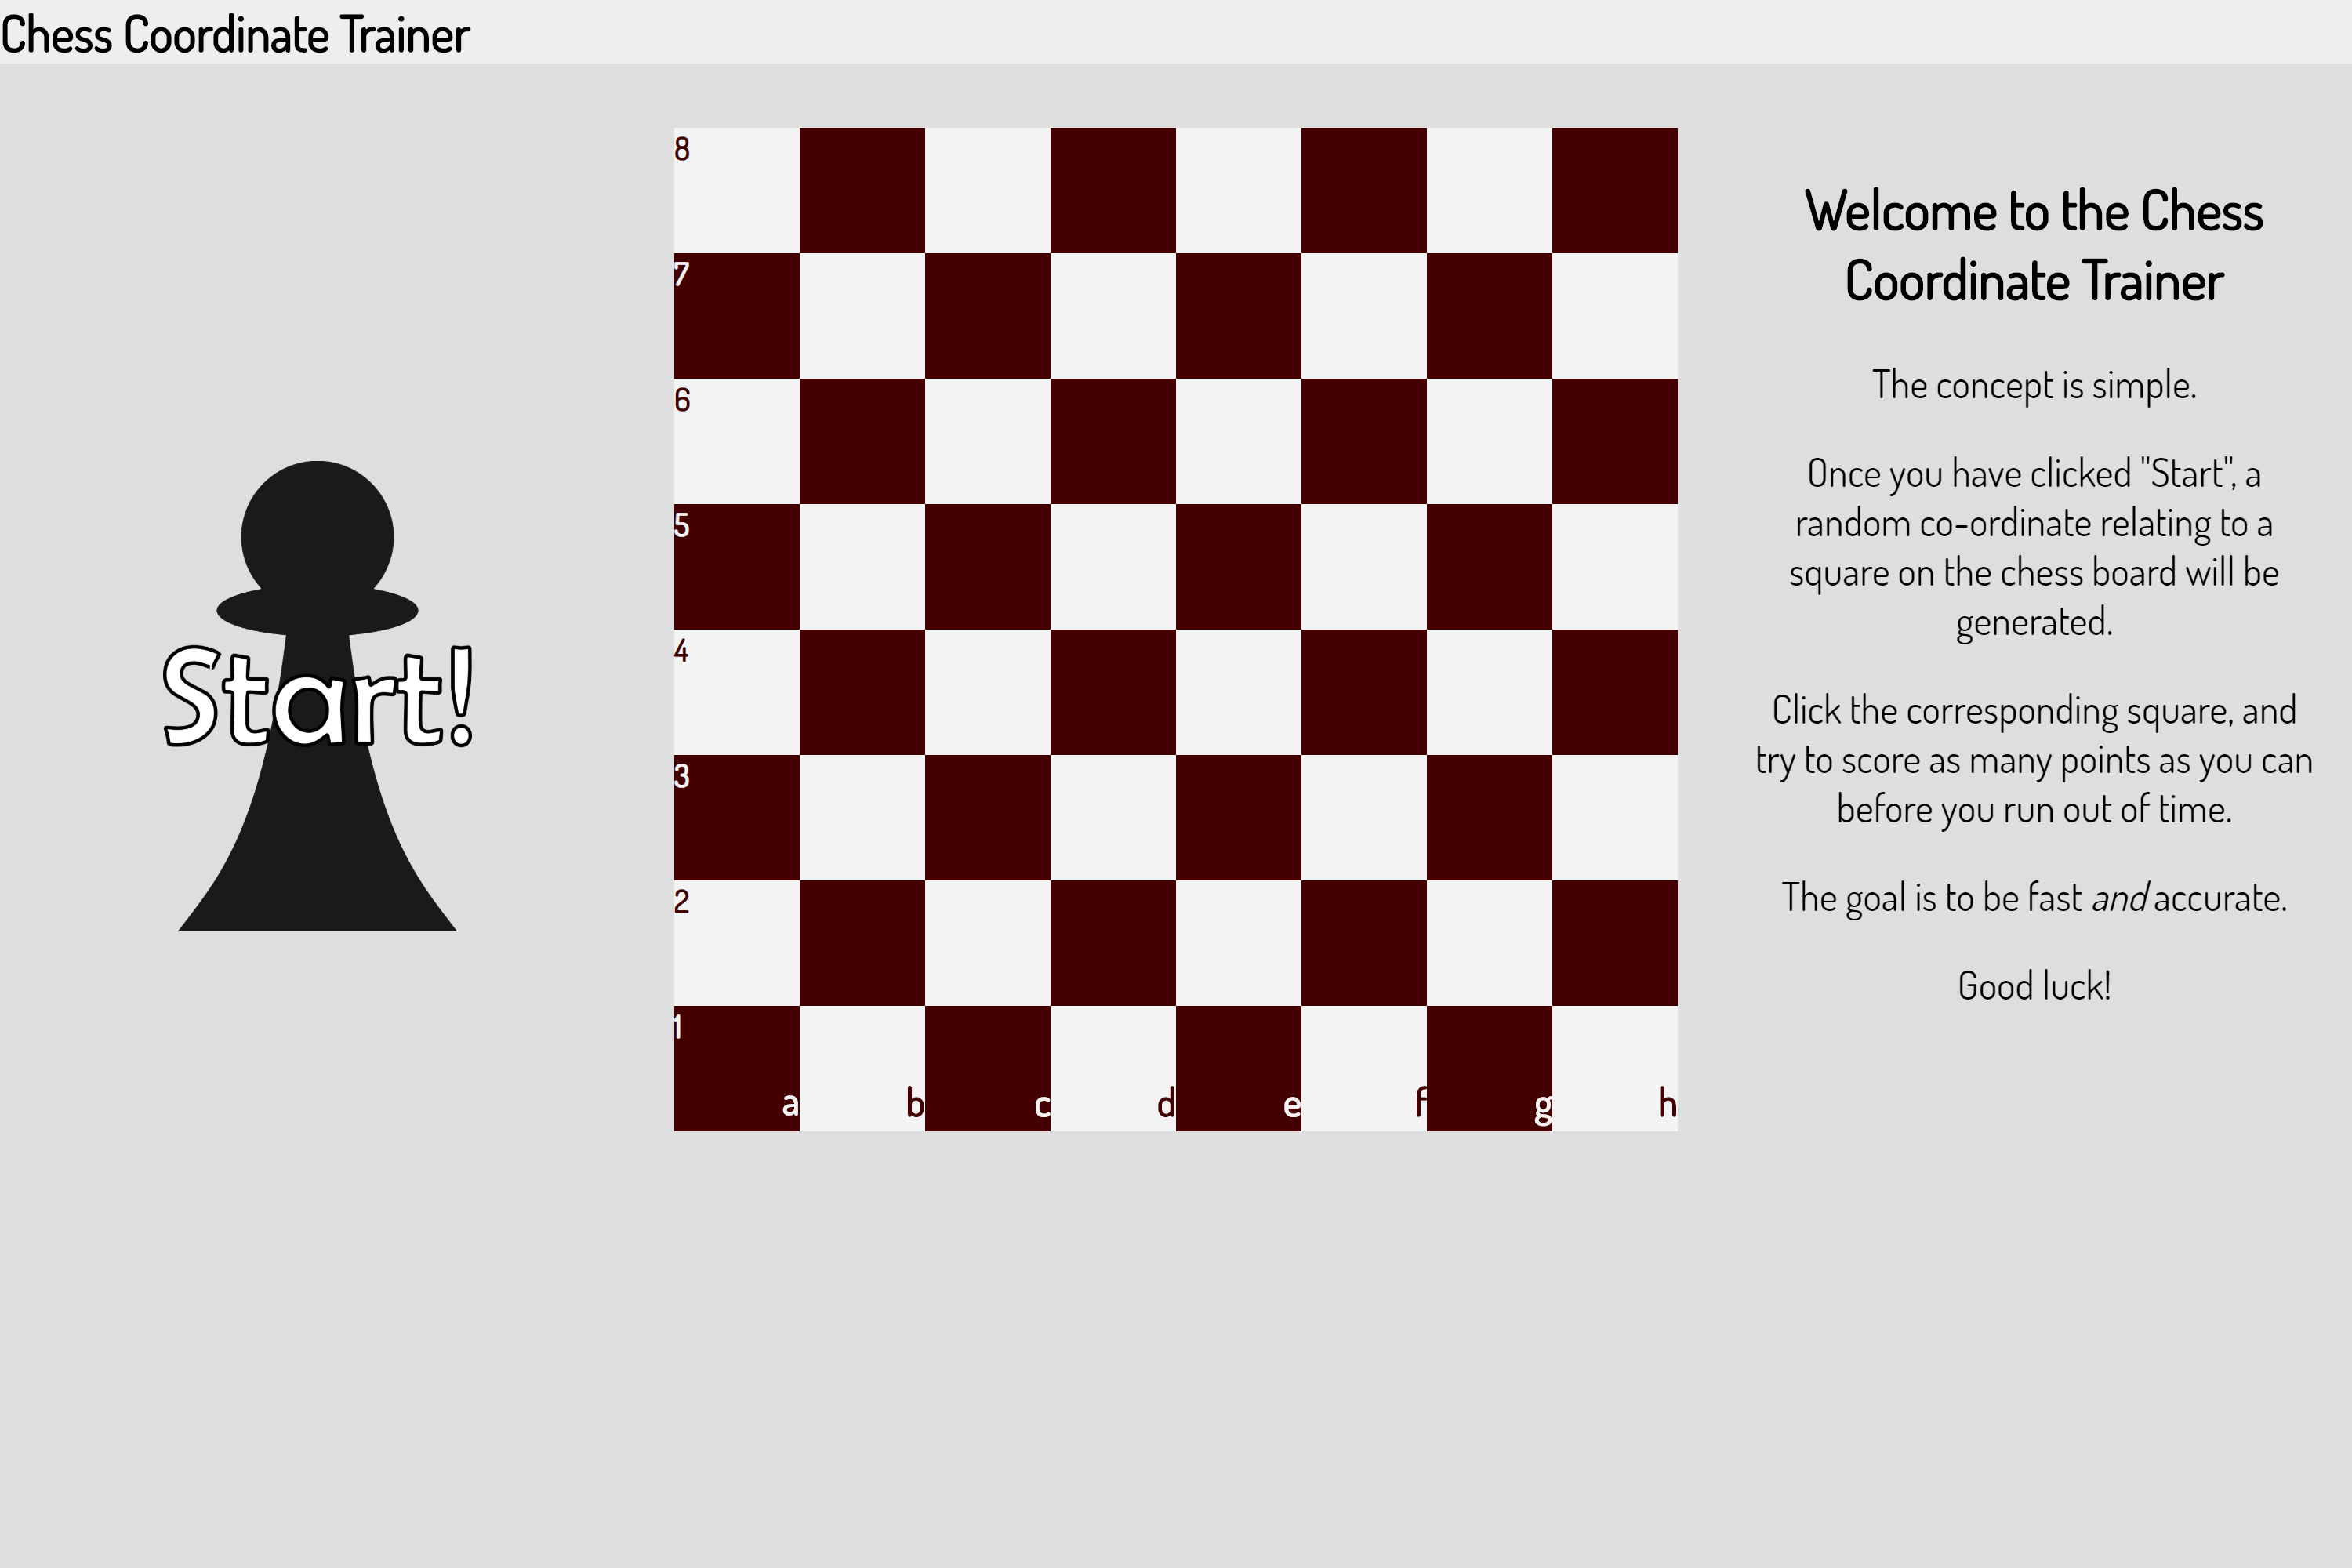 Chess Coordinate Trainer
Start!
8
7
6
5
4
3
2
1
a b c d e f g h
Welcome to the Chess
Coordinate Trainer
The concept is simple.
Once you have clicked "Start", a
random co-ordinate relating to a
square on the chess board will be
generated.
Click the corresponding square, and
try to score as many points as you can
before you run out of time.
The goal is to be fast and accurate.
Good luck!